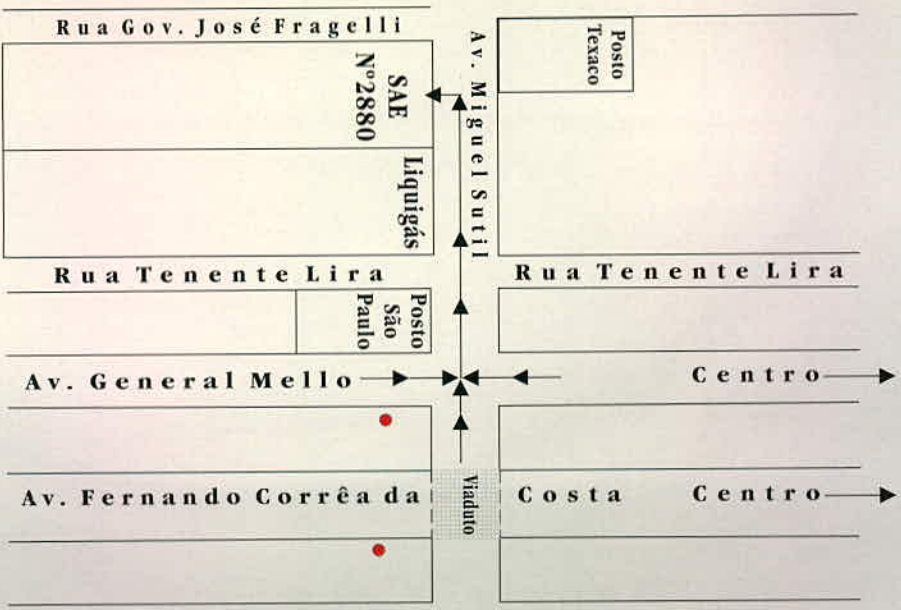 Rua Gov. José Fragelli
Av. Miguel Sutil
Posto
Texaco
SAE
Nº2880
Liquigás
Rua Tenente Lira
Rua Tenente Lira
Posto
São
Paulo
Av. General Mello
Centro
Av. Fernando Corrêa da
Viaduto
Costa
Centro